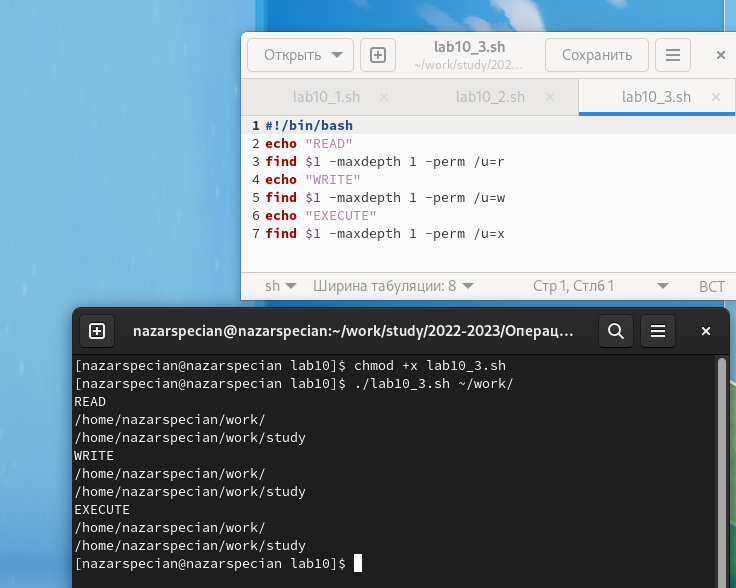 Открыть
lab10_3.sh
~/work/study/202…
Сохранить
lab10_1.sh
lab10_2.sh
lab10_3.sh
1 #!/bin/bash
2 echo "READ"
3 find $1 -maxdepth 1 -perm /u=r
4 echo "WRITE"
5 find $1 -maxdepth 1 -perm /u=w
6 echo "EXECUTE"
7 find $1 -maxdepth 1 -perm /u=x
sh Ширина табуляции: 8 Стр 1, Стлб 1 ВСТ
nazarspecian@nazarspecian:~/work/study/2022-2023/Операц…
[nazarspecian@nazarspecian lab10]$ chmod +x lab10_3.sh
[nazarspecian@nazarspecian lab10]$ ./lab10_3.sh ~/work/
READ
/home/nazarspecian/work/
/home/nazarspecian/work/study
WRITE
/home/nazarspecian/work/
/home/nazarspecian/work/study
EXECUTE
/home/nazarspecian/work/
/home/nazarspecian/work/study
[nazarspecian@nazarspecian lab10]$